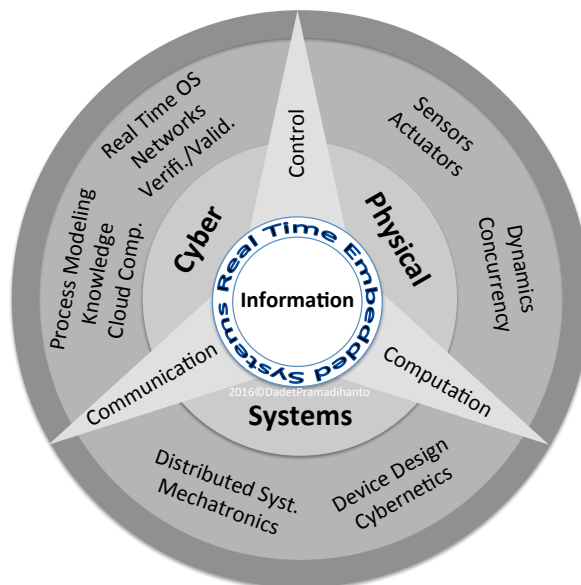 Real Time OS
Networks
Verifi./Valid.
Control
Sensors
Actuators
Process Modeling
Knowledge
Cloud Comp.
Cyber
Physical
Dynamics
Concurrency
Real Time Embedded Systems
Information
Communication
Computation
2016©DadetPramadihanto
Systems
Distributed Syst.
Mechatronics
Device Design
Cybernetics